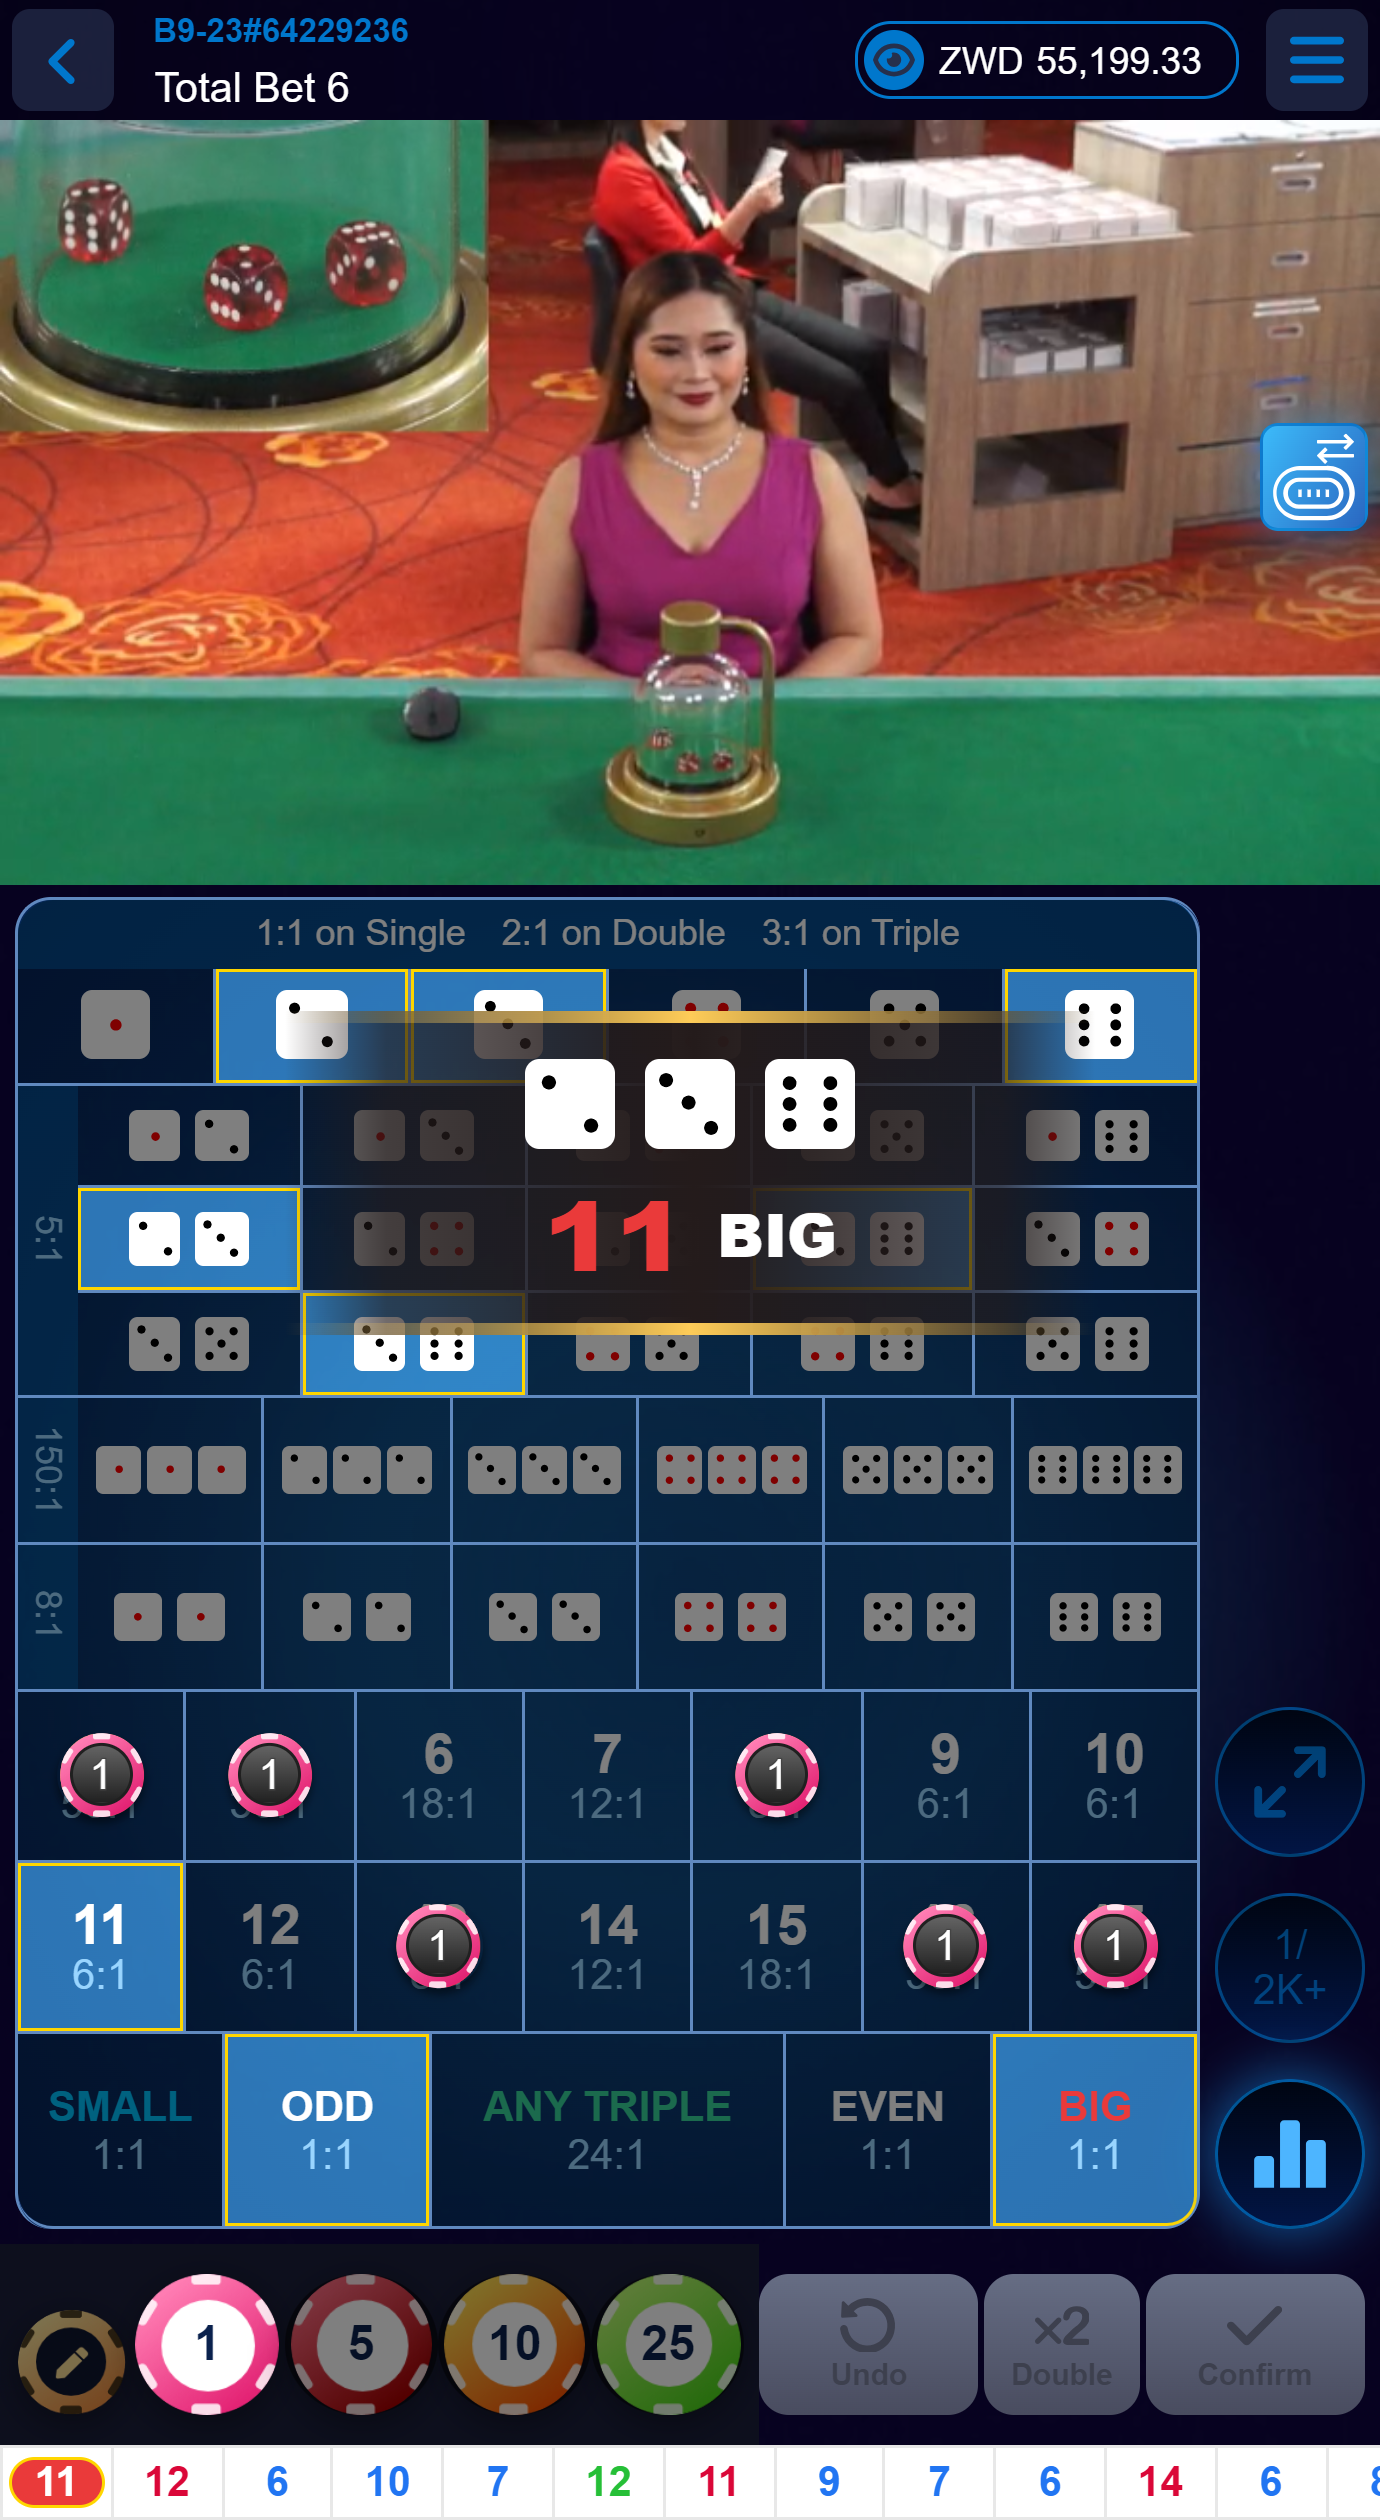 B9-23#64229236
Total Bet 6
ZWD 55,199.33
1:1 on Single 2:1 on Double 3:1 on Triple
11 BIG
5:1
150:1
8:1
1 1 6 7 1 9 10
18:1 12:1 6:1 6:1
11 12 1 14 15 1 1
6:1 6:1 12:1 18:1
1/
2K+
SMALL ODD ANY TRIPLE EVEN BIG
1:1 1:1 24:1 1:1 1:1
1 5 10 25
x2
Undo Double Confirm
11 12 6 10 7 12 11 9 7 6 14 6 8